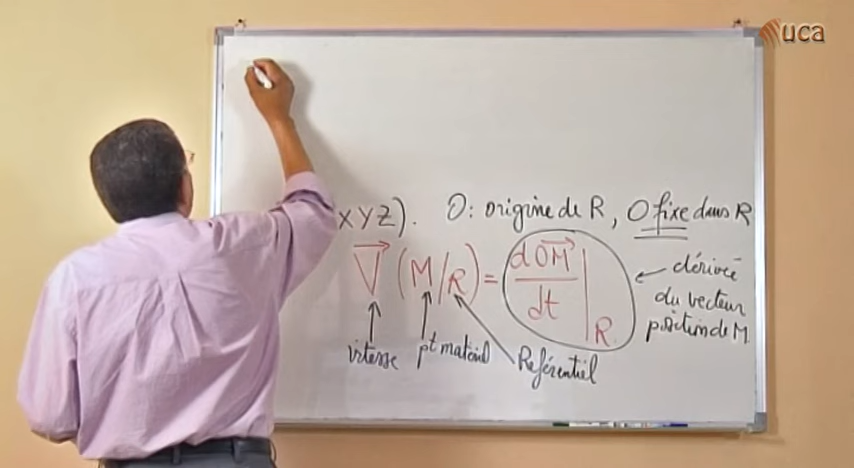 uca
XYZ). O: origine de R, O fixe dans R
V⃗ (M/R) = dOM⃗/dt|R
dérivée
du vecteur
position de M
vitesse
pt matériel
Référentiel